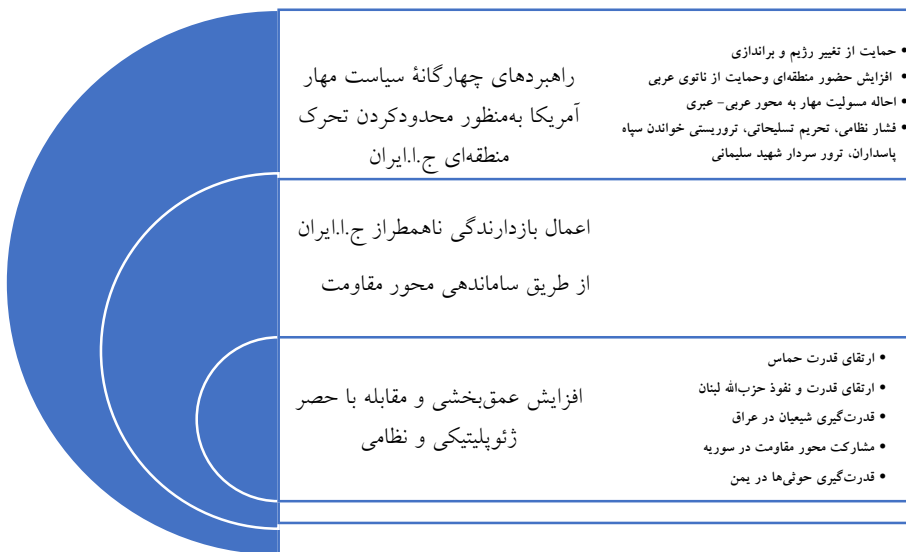 راهبردهای چهارگانهٔ سیاست مهار
آمریکا به‌منظور محدودکردن تحرک
منطقه‌ای ج.ا.ایران
• حمایت از تغییر رژیم و براندازی
• افزایش حضور منطقه‌ای وحمایت از ناتوی عربی
• احاله مسولیت مهار به محور عربی- عبری
• فشار نظامی، تحریم تسلیحاتی، تروریستی خواندن سپاه
پاسداران، ترور سردار شهید سلیمانی
اعمال بازدارندگی ناهمطراز ج.ا.ایران
از طریق ساماندهی محور مقاومت
افزایش عمق‌بخشی و مقابله با حصر
ژئوپلیتیکی و نظامی
• ارتقای قدرت حماس
• ارتقای قدرت و نفوذ حزب‌الله لبنان
• قدرت‌گیری شیعیان در عراق
• مشارکت محور مقاومت در سوریه
• قدرت‌گیری حوثی‌ها در یمن